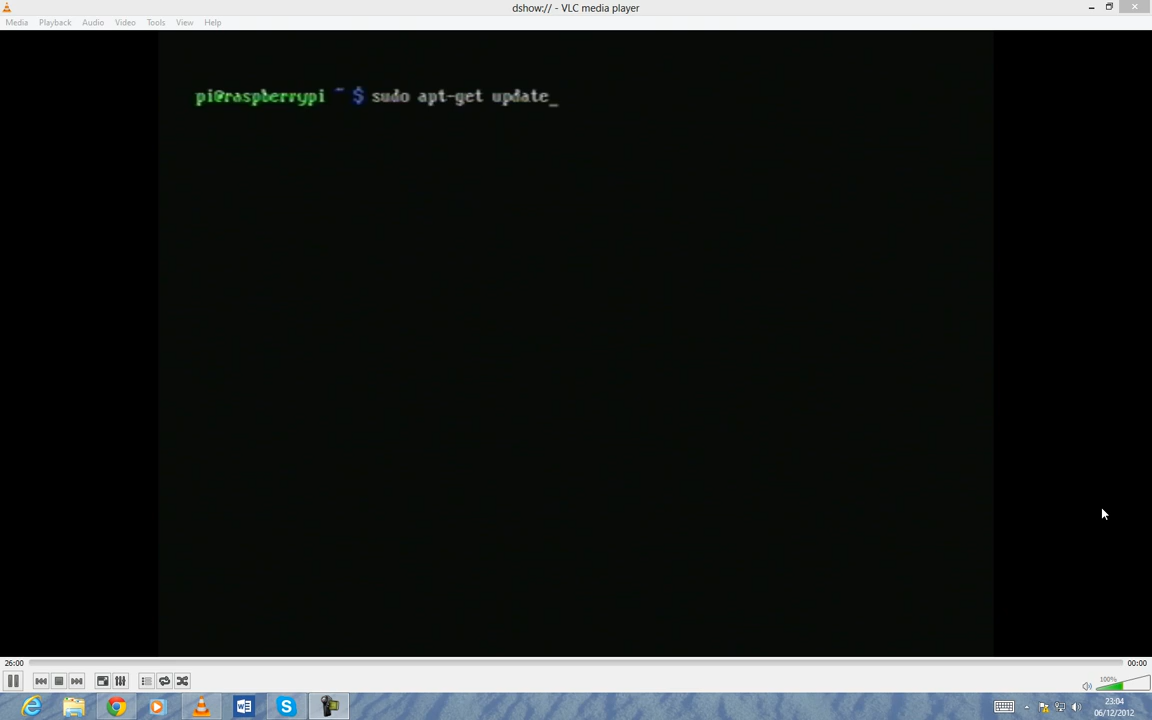 dshow:// - VLC media player
Media Playback Audio Video Tools View Help
pi@raspberrypi ~ $ sudo apt-get update_
26:00
00:00
100%
23:04
06/12/2012